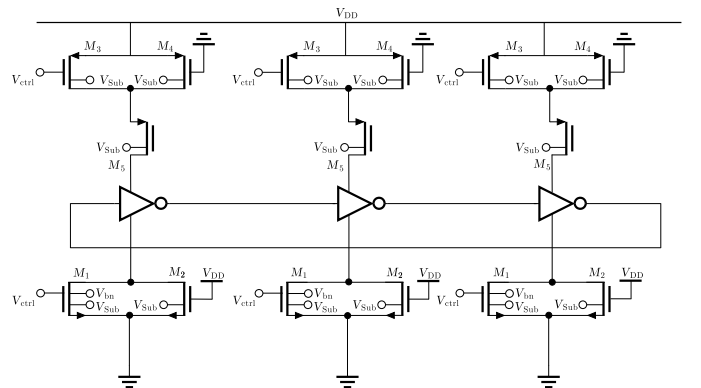 V_DD
M_3 M_4 M_3 M_4 M_3 M_4
V_ctrl V_Sub V_Sub V_ctrl V_Sub V_Sub V_ctrl V_Sub V_Sub
V_Sub V_Sub V_Sub
M_5 M_5 M_5
M_1 M_2 V_DD M_1 M_2 V_DD M_1 M_2 V_DD
V_ctrl V_bn V_ctrl V_bn V_ctrl V_bn
V_Sub V_Sub V_Sub V_Sub V_Sub V_Sub